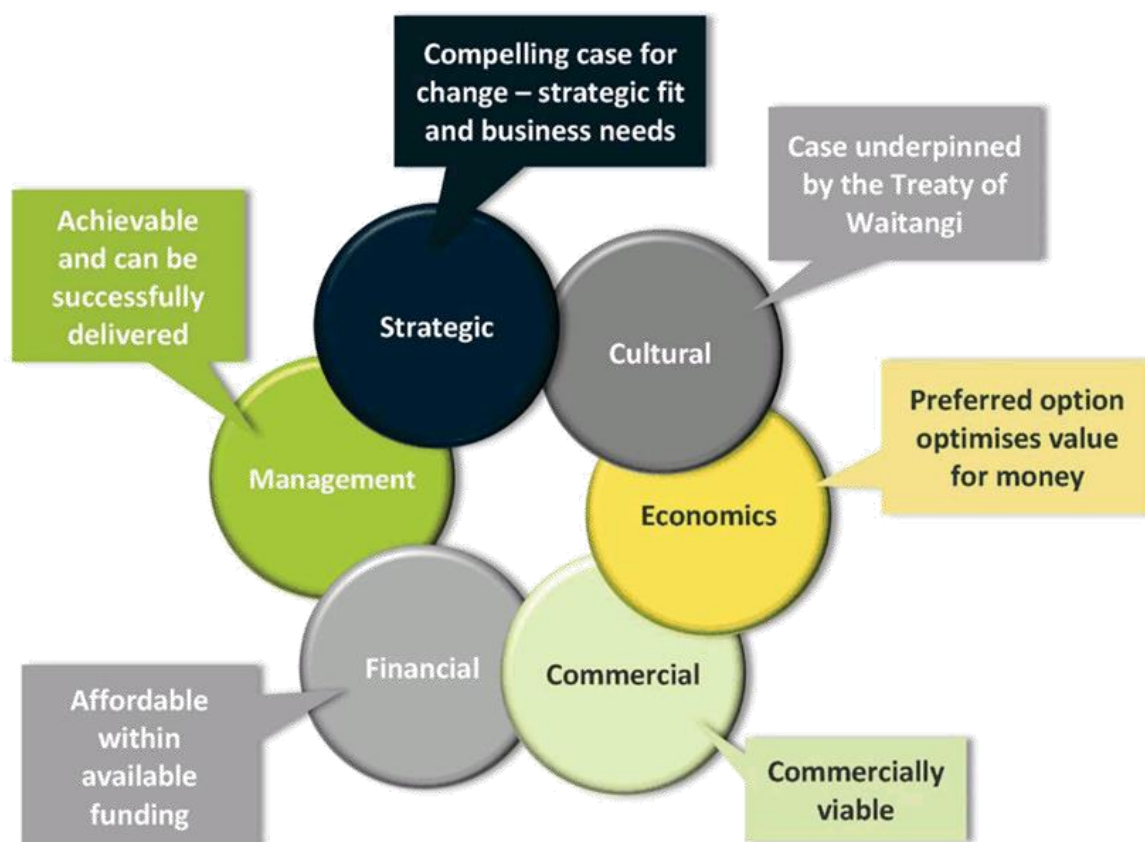 Compelling case for
change – strategic fit
and business needs
Case underpinned
by the Treaty of
Waitangi
Achievable
and can be
successfully
delivered
Strategic
Cultural
Preferred option
optimises value
for money
Management
Economics
Financial
Commercial
Affordable
within
available
funding
Commercially
viable